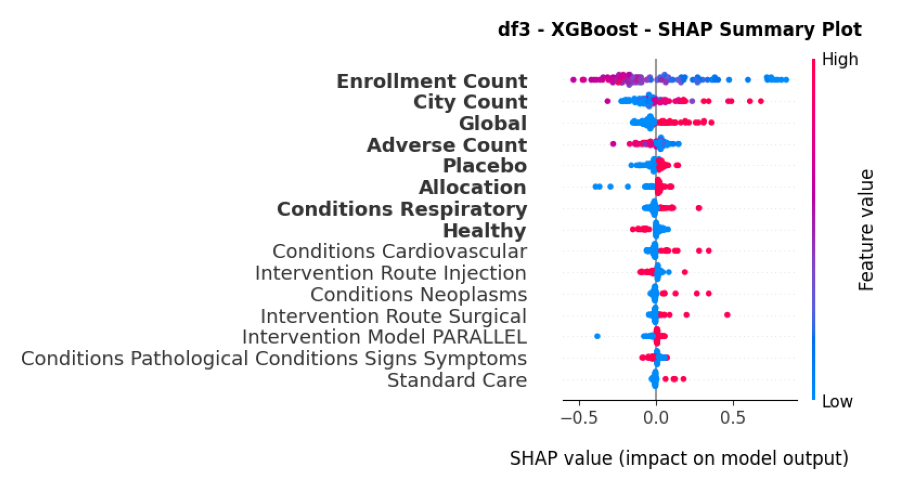 df3 - XGBoost - SHAP Summary Plot
High
Enrollment Count
City Count
Global
Adverse Count
Placebo
Allocation
Conditions Respiratory
Healthy
Conditions Cardiovascular
Intervention Route Injection
Conditions Neoplasms
Intervention Route Surgical
Intervention Model PARALLEL
Conditions Pathological Conditions Signs Symptoms
Standard Care
Feature value
Low
−0.5 0.0 0.5
SHAP value (impact on model output)